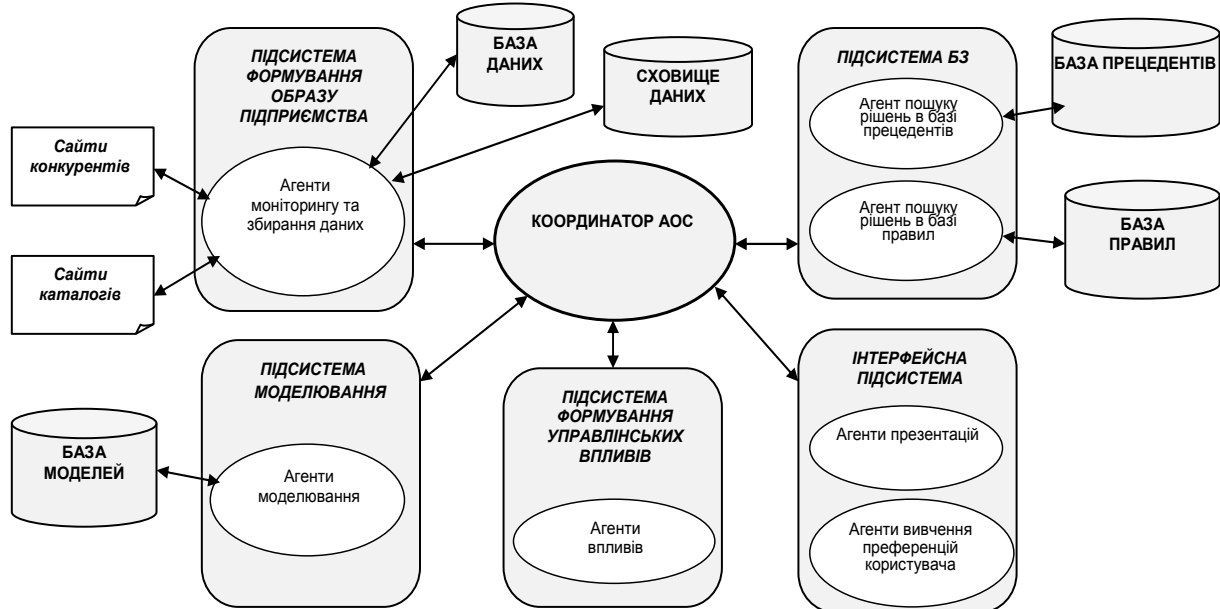 ПІДСИСТЕМА
ФОРМУВАННЯ
ОБРАЗУ
ПІДПРИЄМСТВА
Агенти
моніторингу та
збирання даних
Сайти
конкурентів
Сайти
каталогів
БАЗА
ДАНИХ
СХОВИЩЕ
ДАНИХ
КООРДИНАТОР АОС
ПІДСИСТЕМА БЗ
Агент пошуку
рішень в базі
прецедентів
Агент пошуку
рішень в базі
правил
БАЗА ПРЕЦЕДЕНТІВ
БАЗА
ПРАВИЛ
ПІДСИСТЕМА
МОДЕЛЮВАННЯ
Агенти
моделювання
БАЗА
МОДЕЛЕЙ
ПІДСИСТЕМА
ФОРМУВАННЯ
УПРАВЛІНСЬКИХ
ВПЛИВІВ
Агенти
впливів
ІНТЕРФЕЙСНА
ПІДСИСТЕМА
Агенти презентацій
Агенти вивчення
преференцій
користувача